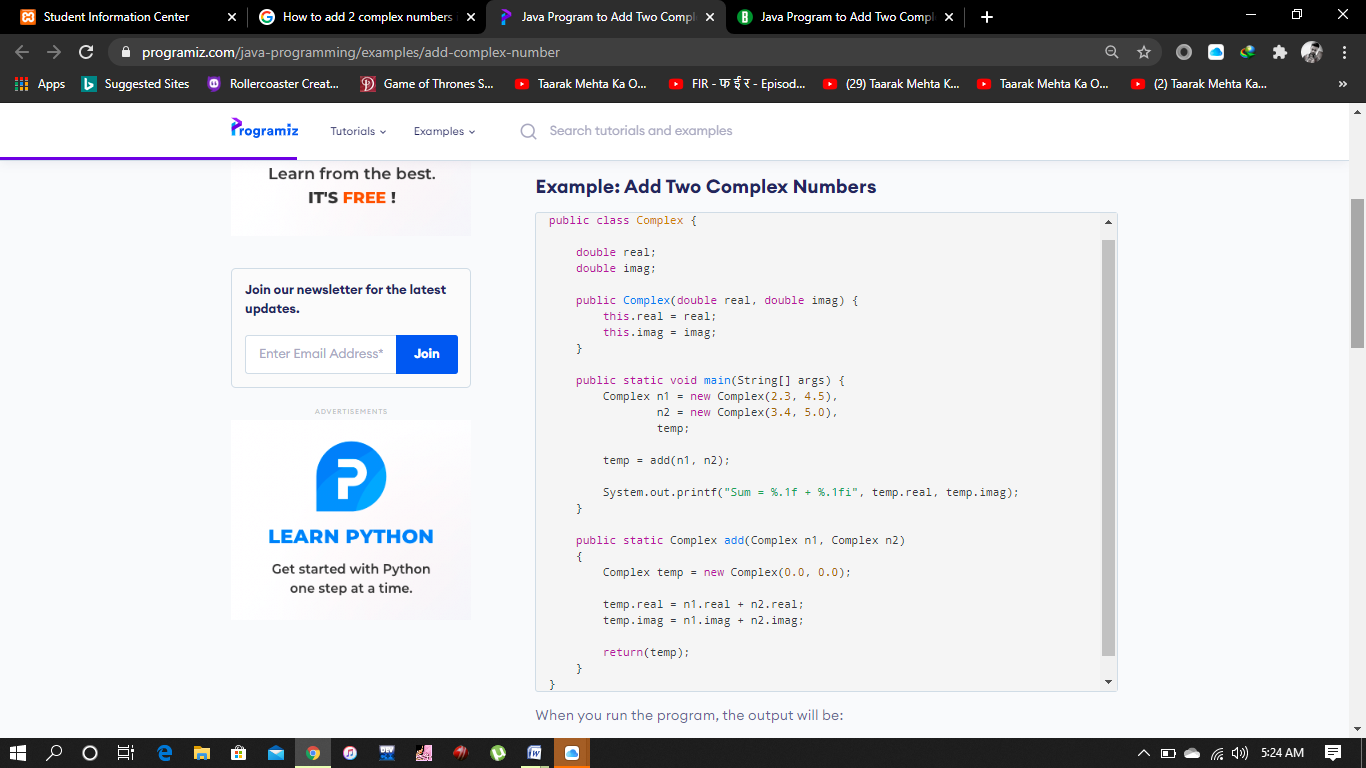 Student Information Center
How to add 2 complex numbers
Java Program to Add Two Compl
Java Program to Add Two Compl
programiz.com/java-programming/examples/add-complex-number
Apps
Suggested Sites
Rollercoaster Creat...
Game of Thrones S...
Taarak Mehta Ka O...
FIR - फ ई र - Episod...
(29) Taarak Mehta K...
Taarak Mehta Ka O...
(2) Taarak Mehta Ka...
Programiz
Tutorials
Examples
Search tutorials and examples
Learn from the best.
IT'S FREE !
Join our newsletter for the latest
updates.
Enter Email Address*
Join
ADVERTISEMENTS
LEARN PYTHON
Get started with Python
one step at a time.
Example: Add Two Complex Numbers
public class Complex {
double real;
double imag;
public Complex(double real, double imag) {
this.real = real;
this.imag = imag;
}
public static void main(String[] args) {
Complex n1 = new Complex(2.3, 4.5),
n2 = new Complex(3.4, 5.0),
temp;
temp = add(n1, n2);
System.out.printf("Sum = %.1f + %.1fi", temp.real, temp.imag);
}
public static Complex add(Complex n1, Complex n2)
{
Complex temp = new Complex(0.0, 0.0);
temp.real = n1.real + n2.real;
temp.imag = n1.imag + n2.imag;
return(temp);
}
}
When you run the program, the output will be:
5:24 AM